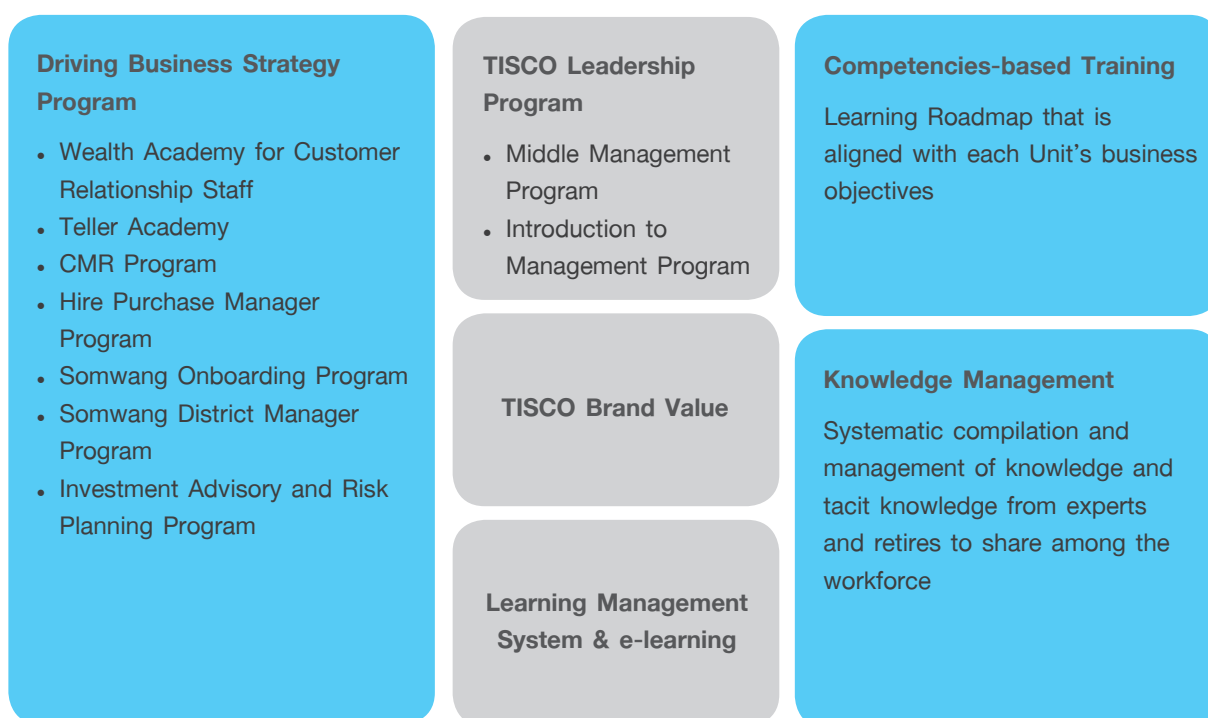 Driving Business Strategy
Program
• Wealth Academy for Customer
Relationship Staff
• Teller Academy
• CMR Program
• Hire Purchase Manager
Program
• Somwang Onboarding Program
• Somwang District Manager
Program
• Investment Advisory and Risk
Planning Program
TISCO Leadership
Program
• Middle Management
Program
• Introduction to
Management Program
TISCO Brand Value
Learning Management
System & e-learning
Competencies-based Training
Learning Roadmap that is
aligned with each Unit's business
objectives
Knowledge Management
Systematic compilation and
management of knowledge and
tacit knowledge from experts
and retires to share among the
workforce